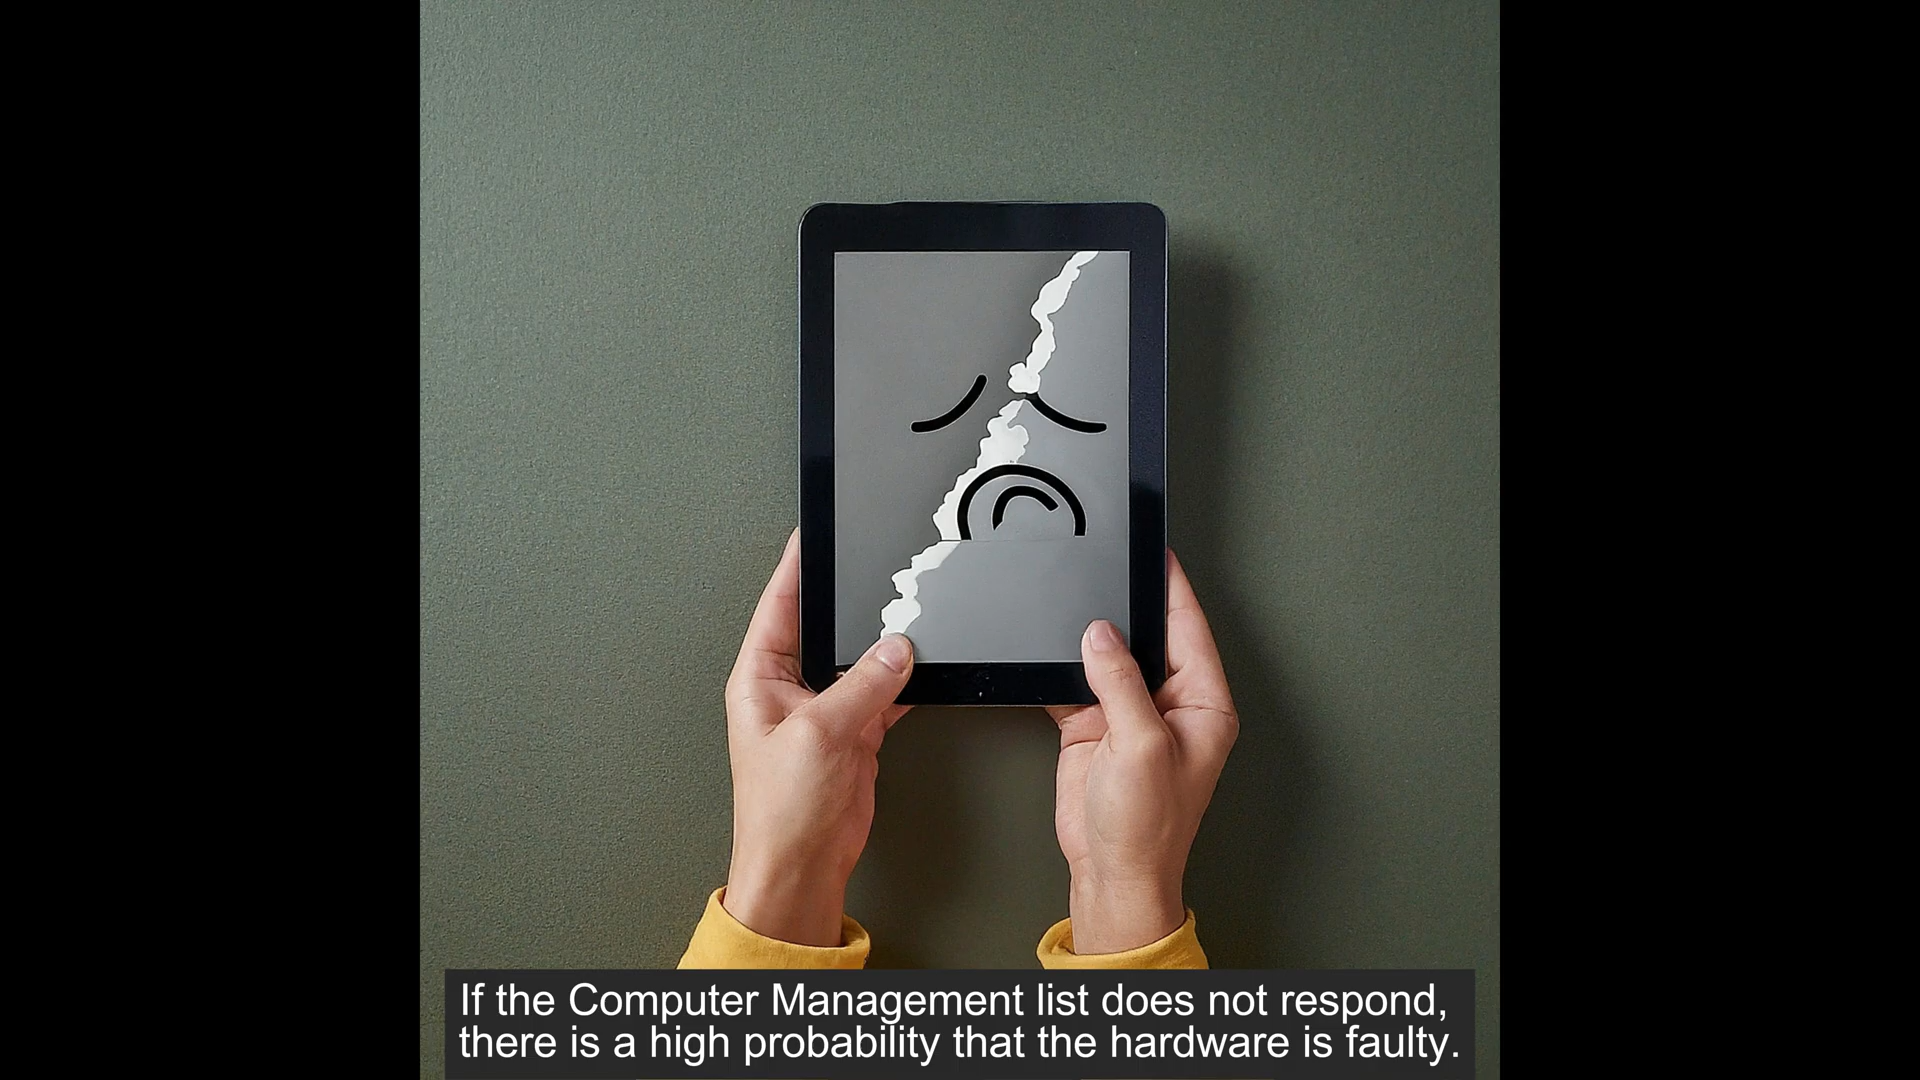 If the Computer Management list does not respond,
there is a high probability that the hardware is faulty.